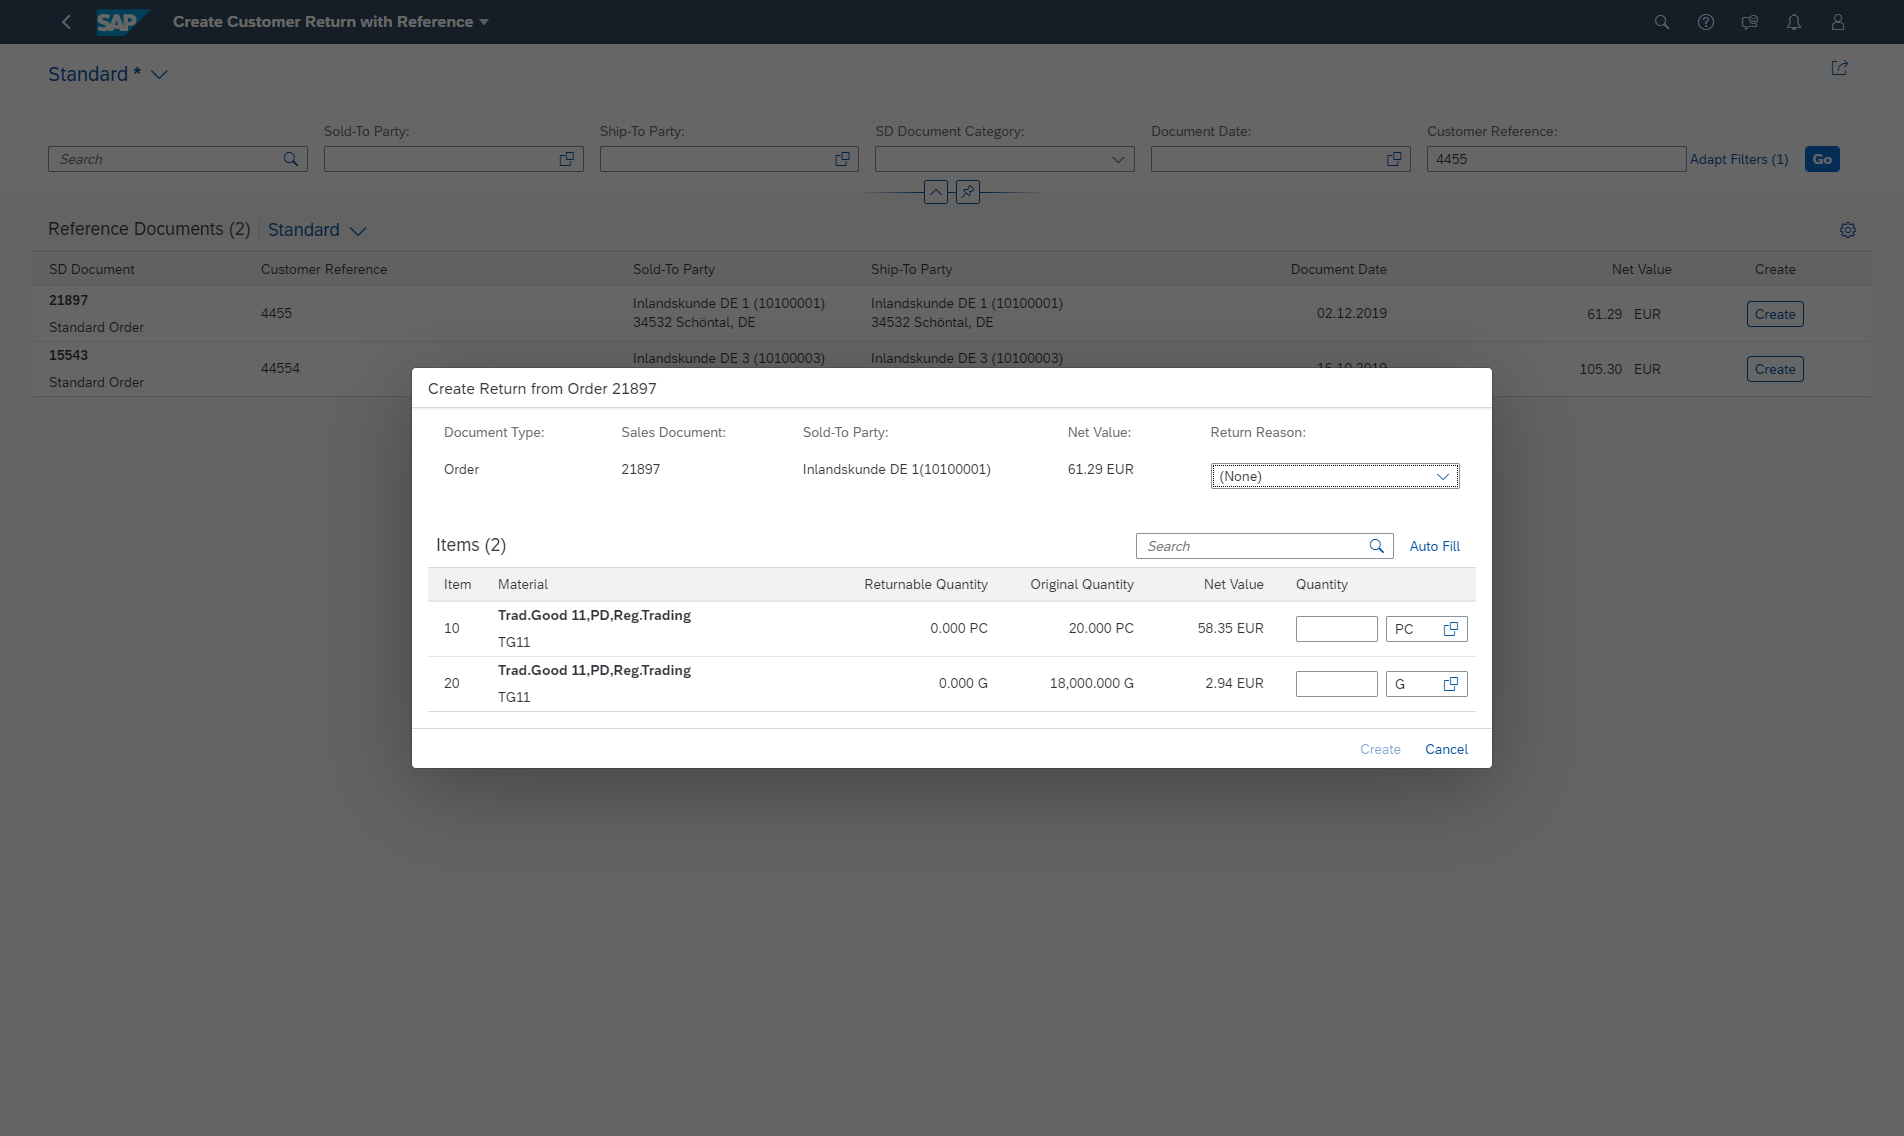 SAP Create Customer Return with Reference
Standard *
Sold-To Party: Ship-To Party: SD Document Category: Document Date: Customer Reference:
Search 4455 Adapt Filters (1) Go
Reference Documents (2) Standard
SD Document Customer Reference Sold-To Party Ship-To Party Document Date Net Value Create
21897
Standard Order
4455
Inlandskunde DE 1 (10100001)
34532 Schöntal, DE
Inlandskunde DE 1 (10100001)
34532 Schöntal, DE
02.12.2019
61.29 EUR
Create
15543
Standard Order
44554
Inlandskunde DE 3 (10100003)
Inlandskunde DE 3 (10100003)
16.10.2019
105.30 EUR
Create
Create Return from Order 21897
Document Type: Sales Document: Sold-To Party: Net Value: Return Reason:
Order 21897 Inlandskunde DE 1(10100001) 61.29 EUR (None)
Items (2) Search Auto Fill
Item Material Returnable Quantity Original Quantity Net Value Quantity
10
Trad.Good 11,PD,Reg.Trading
TG11
0.000 PC 20.000 PC 58.35 EUR PC
20
Trad.Good 11,PD,Reg.Trading
TG11
0.000 G 18,000.000 G 2.94 EUR G
Create Cancel